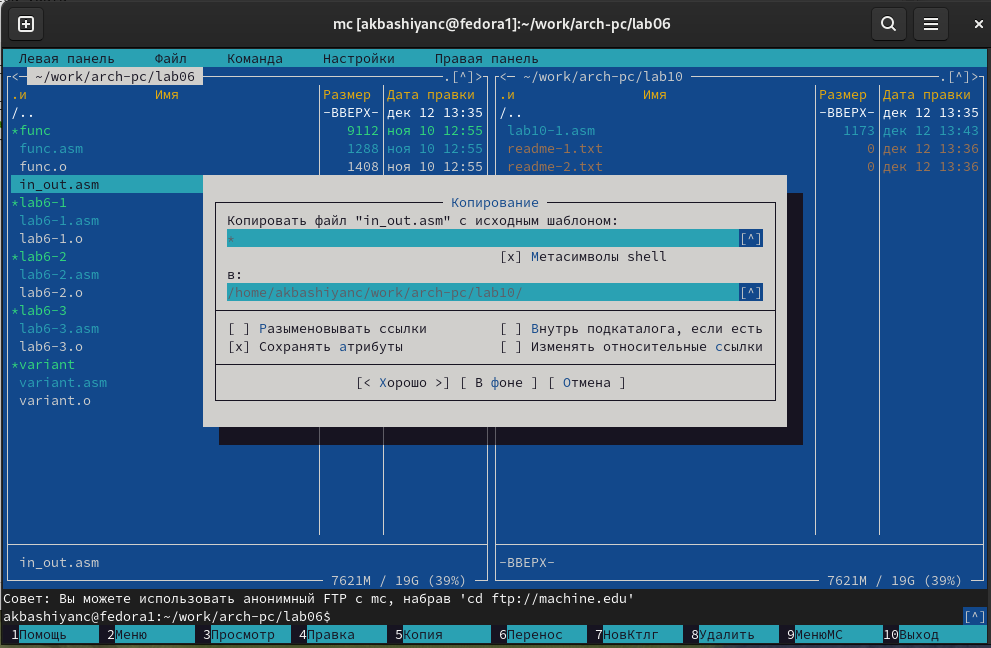 mc [akbashiyanc@fedora1]:~/work/arch-pc/lab06
Левая панель Файл Команда Настройки Правая панель
<─ ~/work/arch-pc/lab06 .[^]>
.и Имя Размер Дата правки
/.. -ВВЕРХ- дек 12 13:35
*func 9112 ноя 10 12:55
func.asm 1288 ноя 10 12:55
func.o 1408 ноя 10 12:55
in_out.asm
*lab6-1
lab6-1.asm
lab6-1.o
*lab6-2
lab6-2.asm
lab6-2.o
*lab6-3
lab6-3.asm
lab6-3.o
*variant
variant.asm
variant.o
in_out.asm
7621M / 19G (39%)
<─ ~/work/arch-pc/lab10 .[^]>
.и Имя Размер Дата правки
/.. -ВВЕРХ- дек 12 13:35
lab10-1.asm 1173 дек 12 13:43
readme-1.txt 0 дек 12 13:36
readme-2.txt 0 дек 12 13:36
-ВВЕРХ-
7621M / 19G (39%)
Копирование
Копировать файл "in_out.asm" с исходным шаблоном:
* [^]
[x] Метасимволы shell
в:
/home/akbashiyanc/work/arch-pc/lab10/ [^]
[ ] Разыменовывать ссылки [ ] Внутрь подкаталога, если есть
[x] Сохранять атрибуты [ ] Изменять относительные ссылки
[< Хорошо >] [ В фоне ] [ Отмена ]
Совет: Вы можете использовать анонимный FTP с mc, набрав 'cd ftp://machine.edu'
akbashiyanc@fedora1:~/work/arch-pc/lab06$ [^]
1Помощь 2Меню 3Просмотр 4Правка 5Копия 6Перенос 7НовКтлг 8Удалить 9МенюМС 10Выход